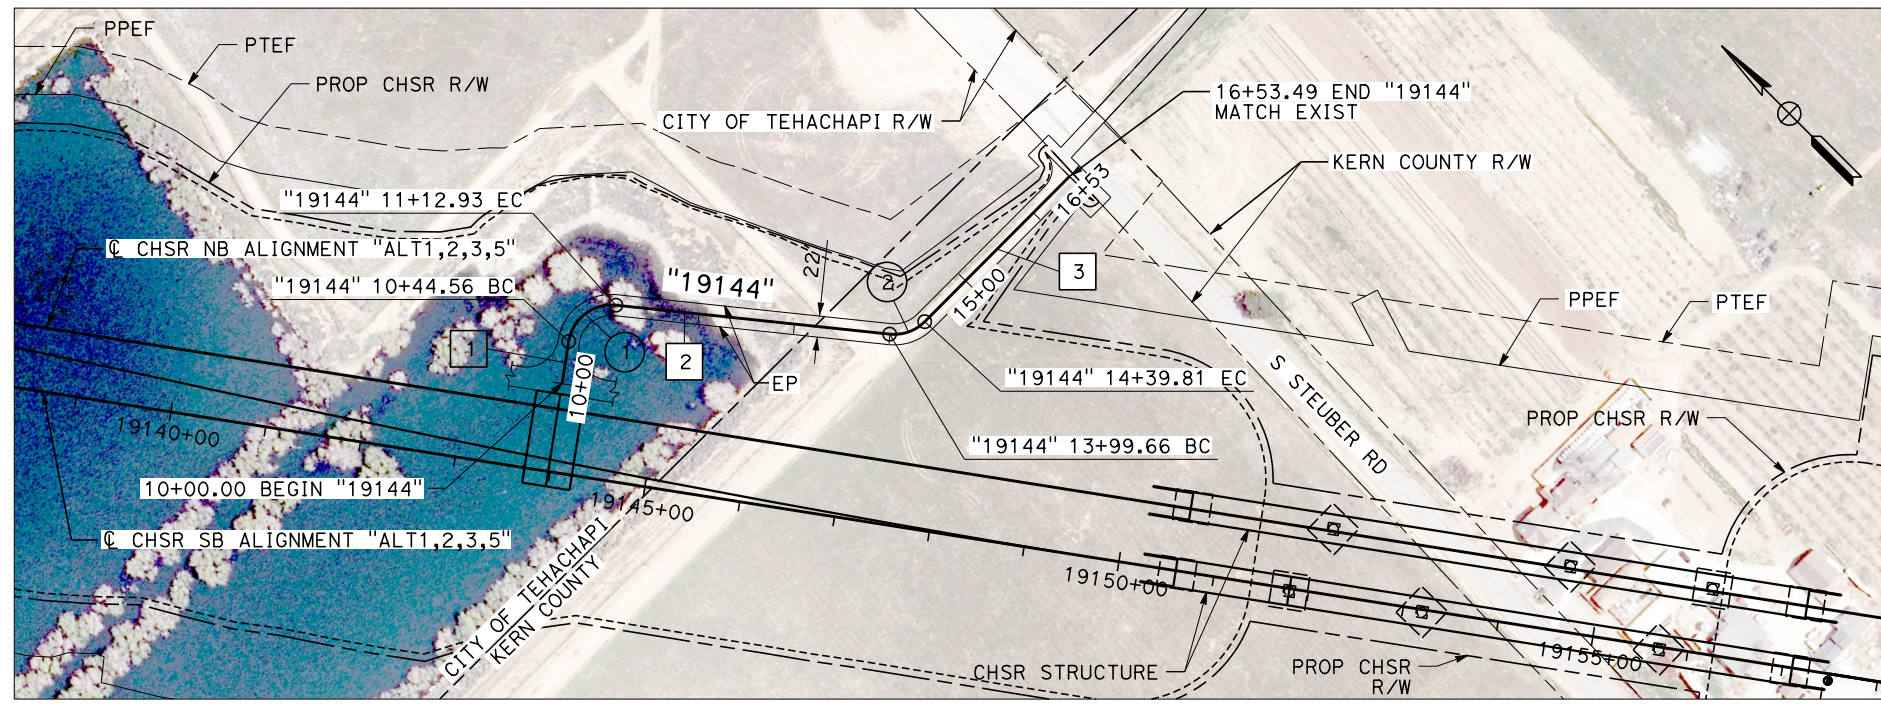 PPEF
PTEF
PROP CHSR R/W
CITY OF TEHACHAPI R/W
16+53.49 END "19144"
MATCH EXIST
KERN COUNTY R/W
"19144" 11+12.93 EC
16+53
℄ CHSR NB ALIGNMENT "ALT1,2,3,5"
"19144" 10+44.56 BC
"19144"
22'
2
3
15+00
PPEF
PTEF
1
1
2
10+00
EP
"19144" 14+39.81 EC
S STEUBER RD
PROP CHSR R/W
19140+00
"19144" 13+99.66 BC
10+00.00 BEGIN "19144"
19145+00
℄ CHSR SB ALIGNMENT "ALT1,2,3,5"
CITY OF TEHACHAPI
KERN COUNTY
19150+00
CHSR STRUCTURE
PROP CHSR
R/W
19155+00